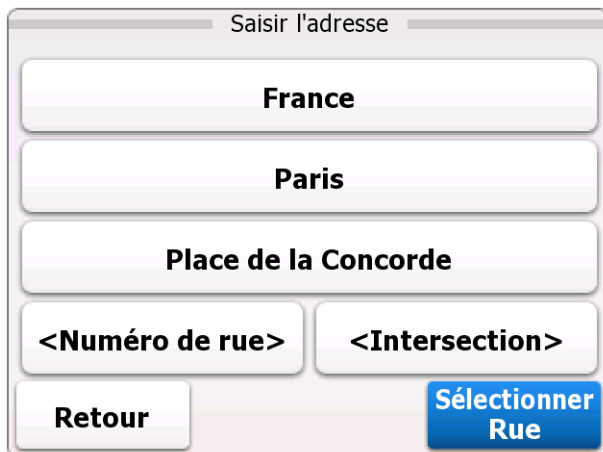 Saisir l'adresse
France
Paris
Place de la Concorde
<Numéro de rue> <Intersection>
Retour
Sélectionner
Rue